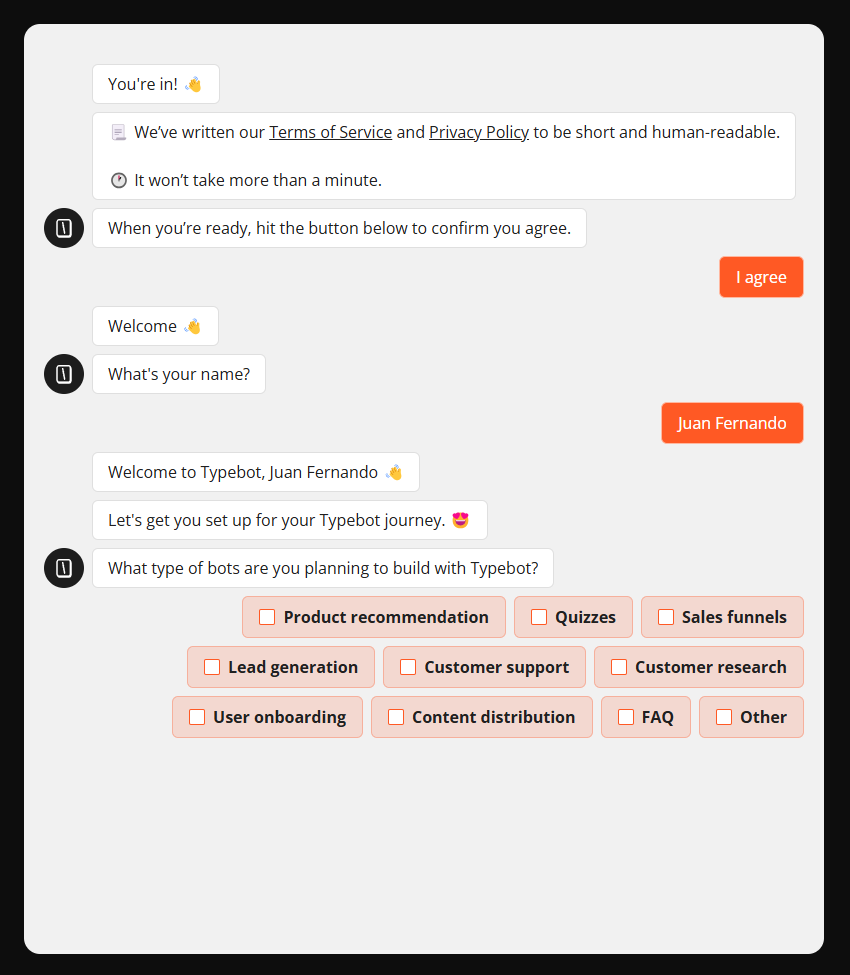 You're in! 👋
📃 We’ve written our Terms of Service and Privacy Policy to be short and human-readable.
🕐 It won’t take more than a minute.
When you’re ready, hit the button below to confirm you agree.
I agree
Welcome 👋
What's your name?
Juan Fernando
Welcome to Typebot, Juan Fernando 👋
Let's get you set up for your Typebot journey. 😍
What type of bots are you planning to build with Typebot?
Product recommendation Quizzes Sales funnels
Lead generation Customer support Customer research
User onboarding Content distribution FAQ Other